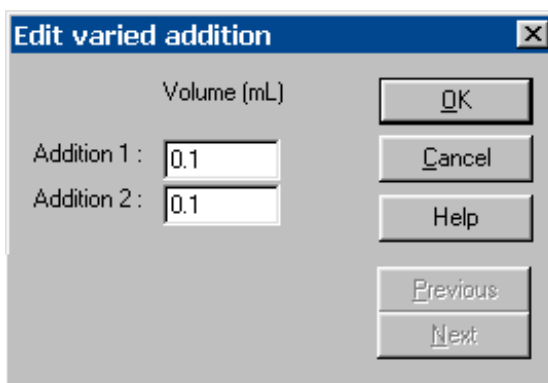 Edit varied addition
Volume (mL)
OK
Addition 1 : 0.1
Cancel
Addition 2 : 0.1
Help
Previous
Next